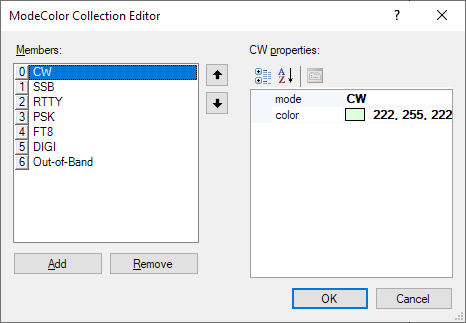 ModeColor Collection Editor
?
Members:
0 CW
1 SSB
2 RTTY
3 PSK
4 FT8
5 DIGI
6 Out-of-Band
Add
Remove
CW properties:
A
Z
mode CW
color 222, 255, 222
OK
Cancel